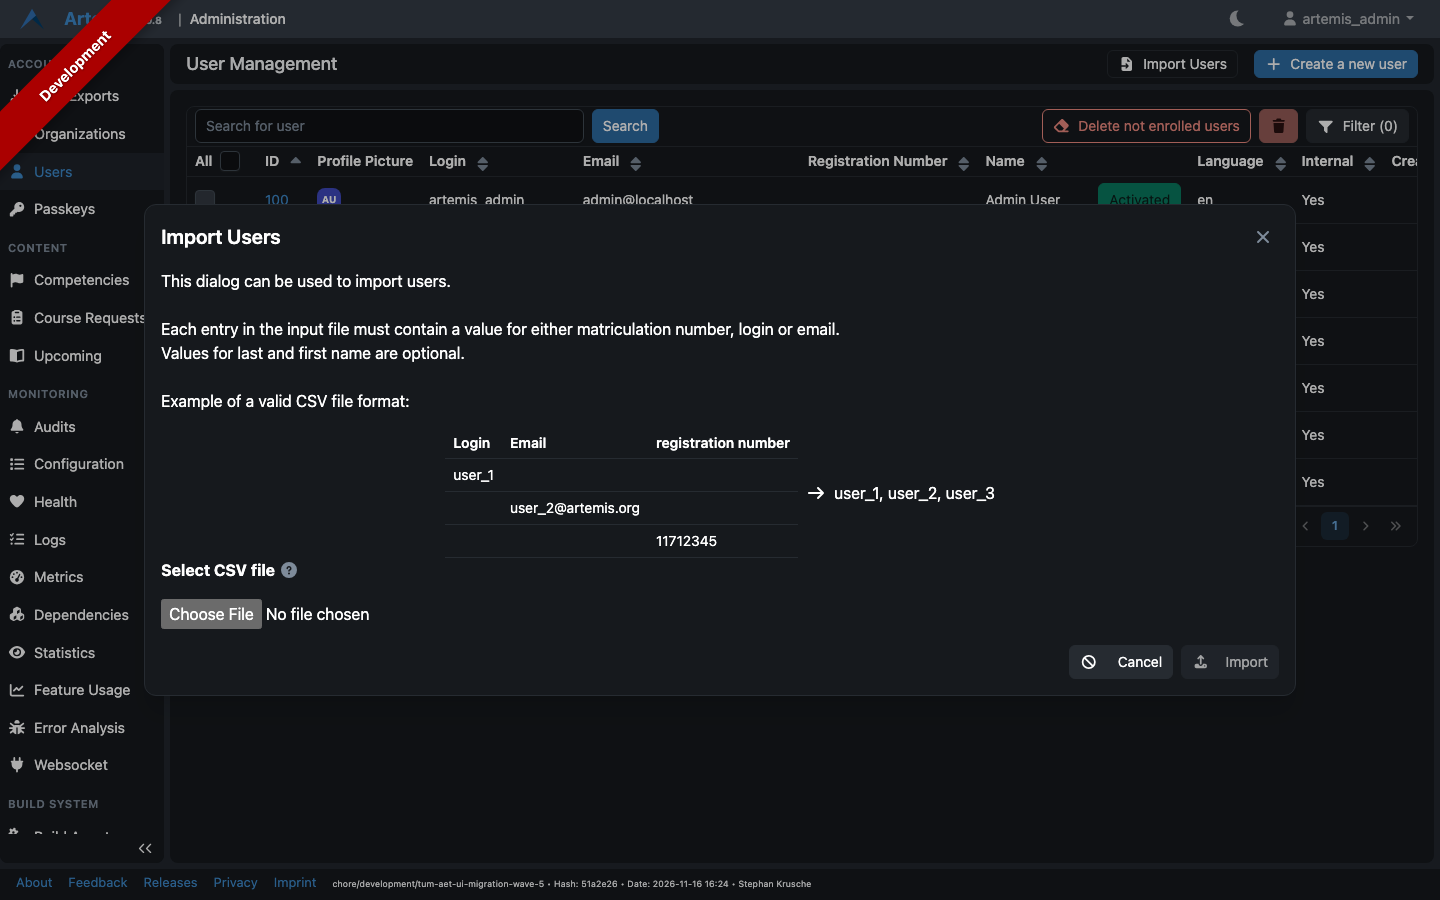 Administration
artemis_admin
Development
User Management
Import Users
Create a new user
Organizations
Users
Passkeys
CONTENT
Competencies
Course Requests
Upcoming
MONITORING
Audits
Configuration
Health
Logs
Metrics
Dependencies
Statistics
Feature Usage
Error Analysis
Websocket
BUILD SYSTEM
Search for user
Search
Delete not enrolled users
Filter (0)
All ID Profile Picture Login Email Registration Number Name Language Internal
100 AU artemis_admin admin@localhost Admin User Activated en Yes
Yes
Yes
Yes
Yes
Yes
Yes
1
Import Users
This dialog can be used to import users.
Each entry in the input file must contain a value for either matriculation number, login or email.
Values for last and first name are optional.
Example of a valid CSV file format:
Login Email registration number
user_1
user_2@artemis.org
11712345
user_1, user_2, user_3
Select CSV file ?
Choose File No file chosen
Cancel
Import
About Feedback Releases Privacy Imprint chore/development/tum-aet-ui-migration-wave-5 • Hash: 51a2e26 • Date: 2026-11-16 16:24 • Stephan Krusche